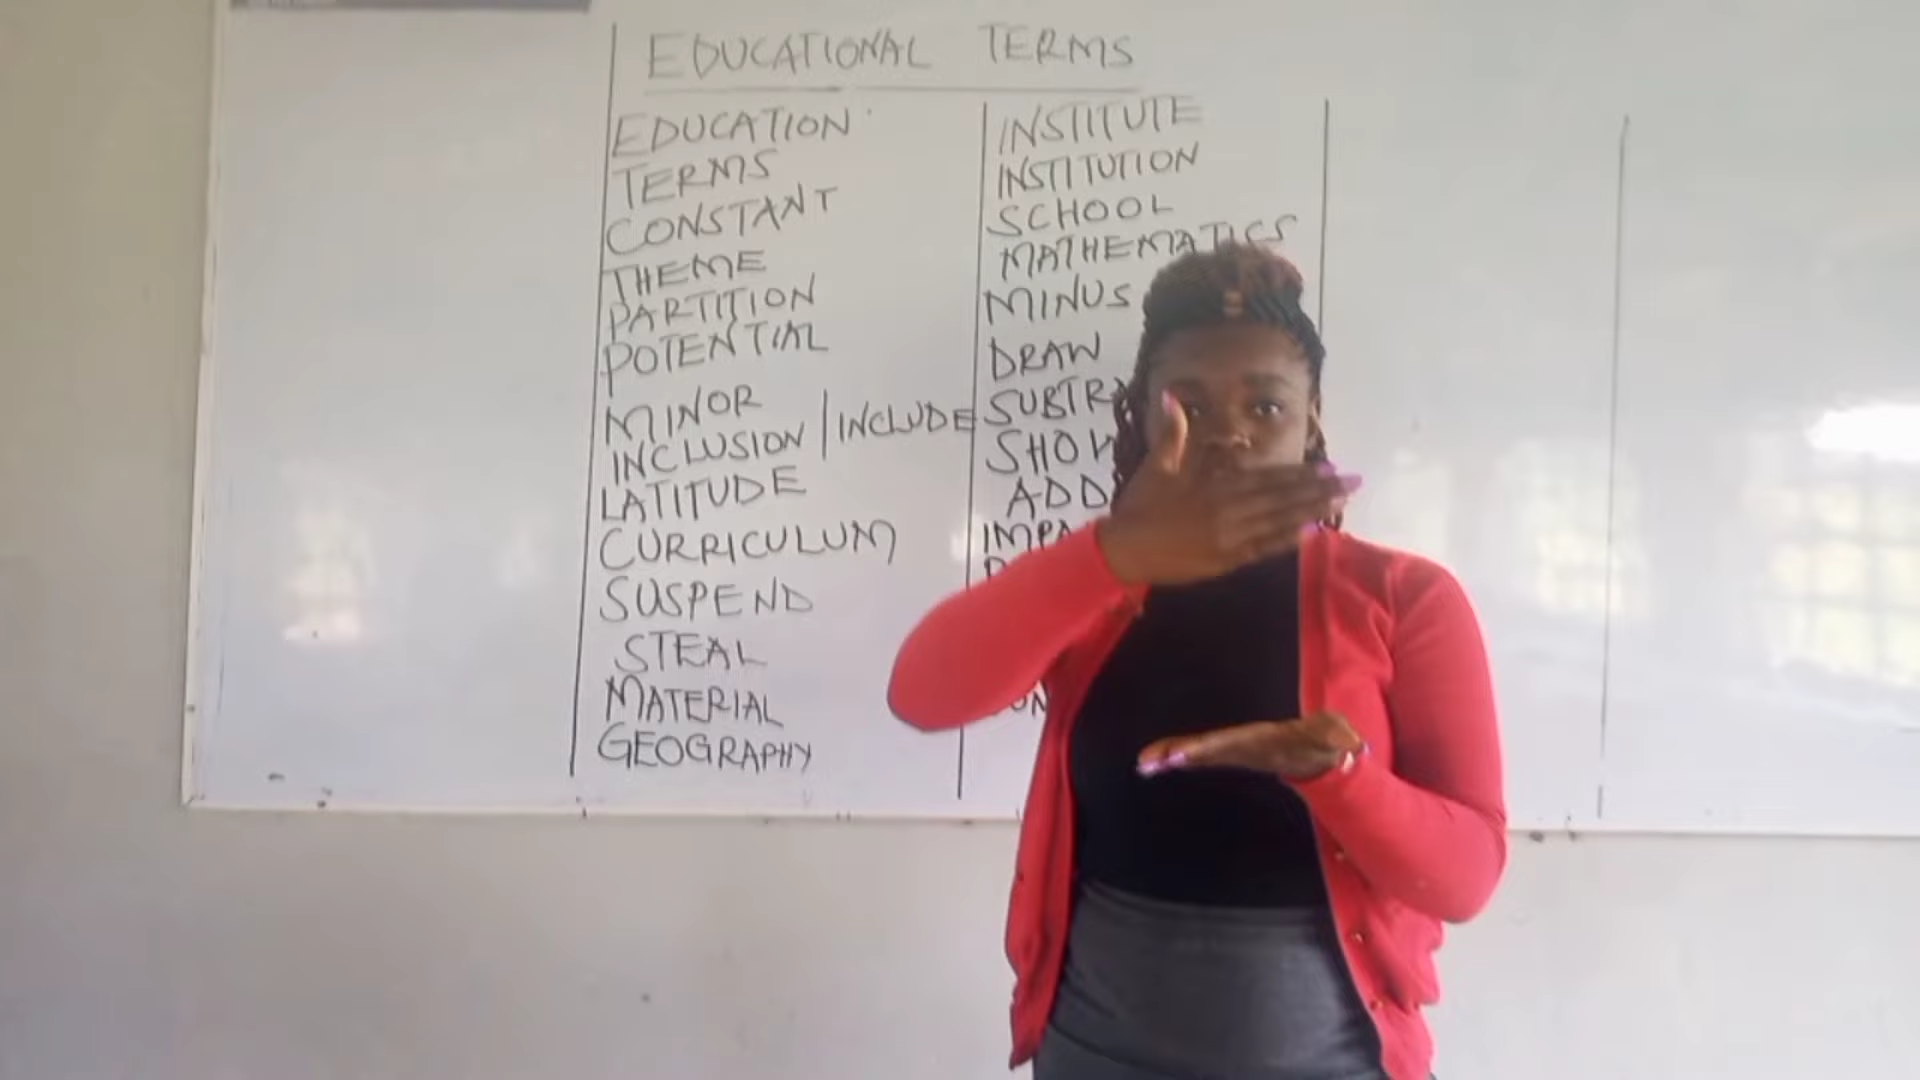 EDUCATIONAL TERMS
EDUCATION
TERMS
CONSTANT
THEME
PARTITION
POTENTIAL
MINOR
INCLUSION | INCLUDE
LATITUDE
CURRICULUM
SUSPEND
STEAL
MATERIAL
GEOGRAPHY
INSTITUTE
INSTITUTION
SCHOOL
MATHEMATICS
MINUS
DRAW
ADD